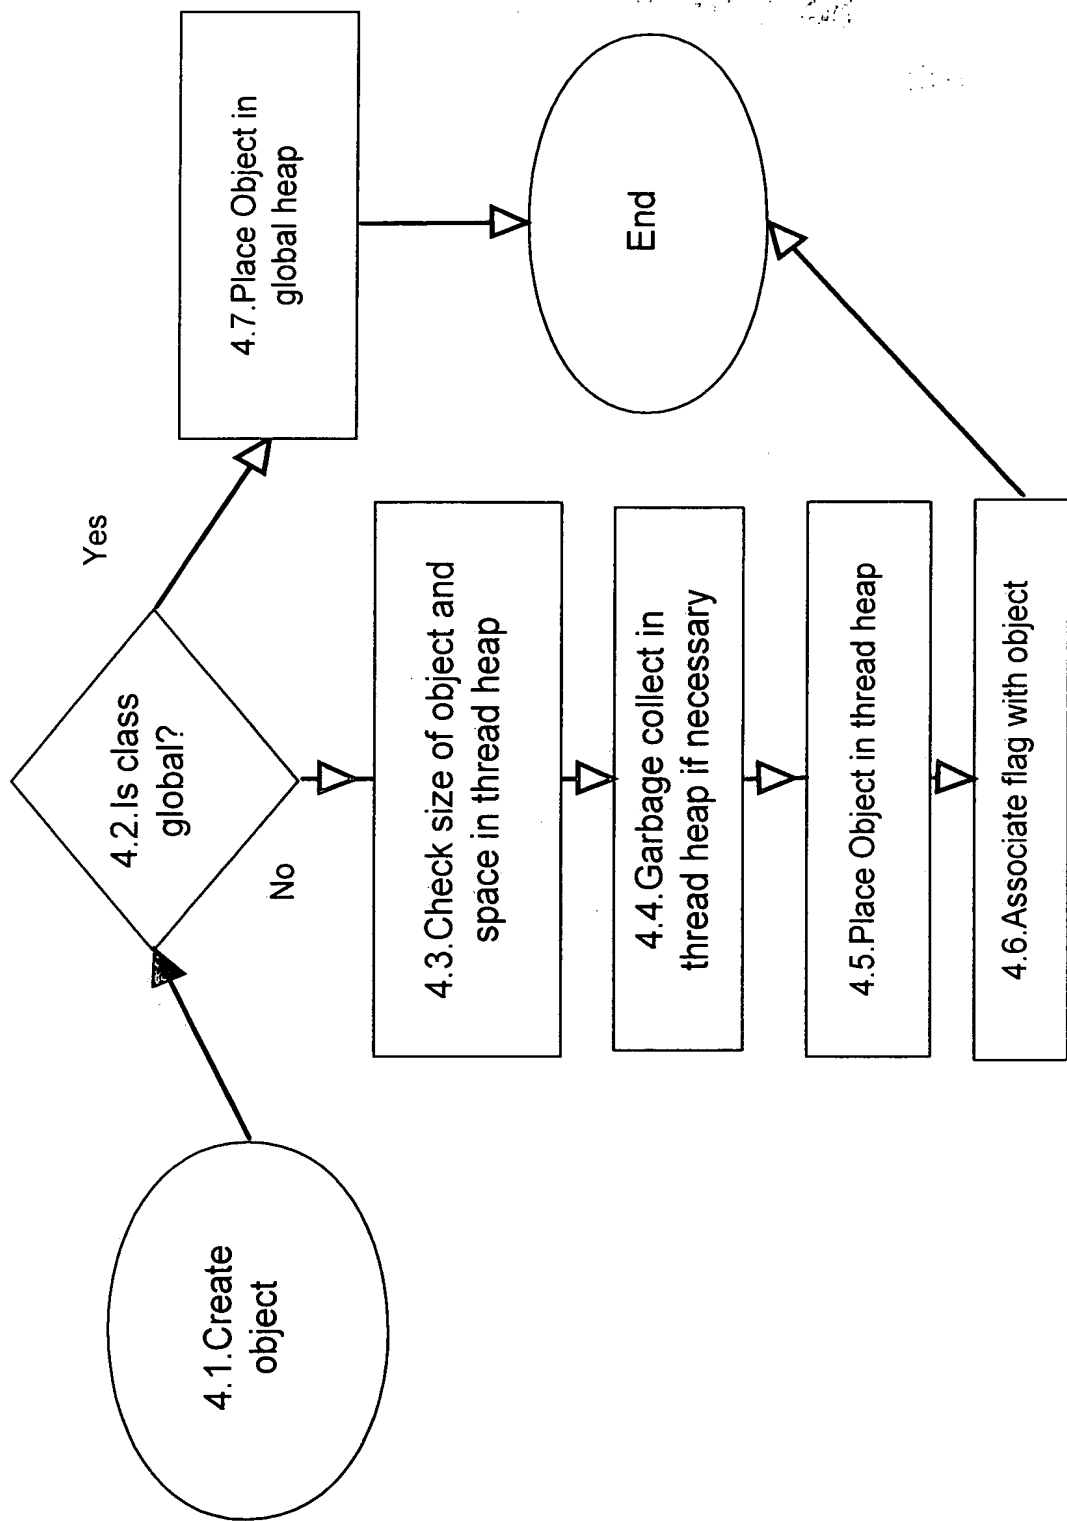 4.1.Create
object
4.2.Is class
global?
Yes
No
4.7.Place Object in
global heap
4.3.Check size of object and
space in thread heap
4.4.Garbage collect in
thread heap if necessary
4.5.Place Object in thread heap
4.6.Associate flag with object
End